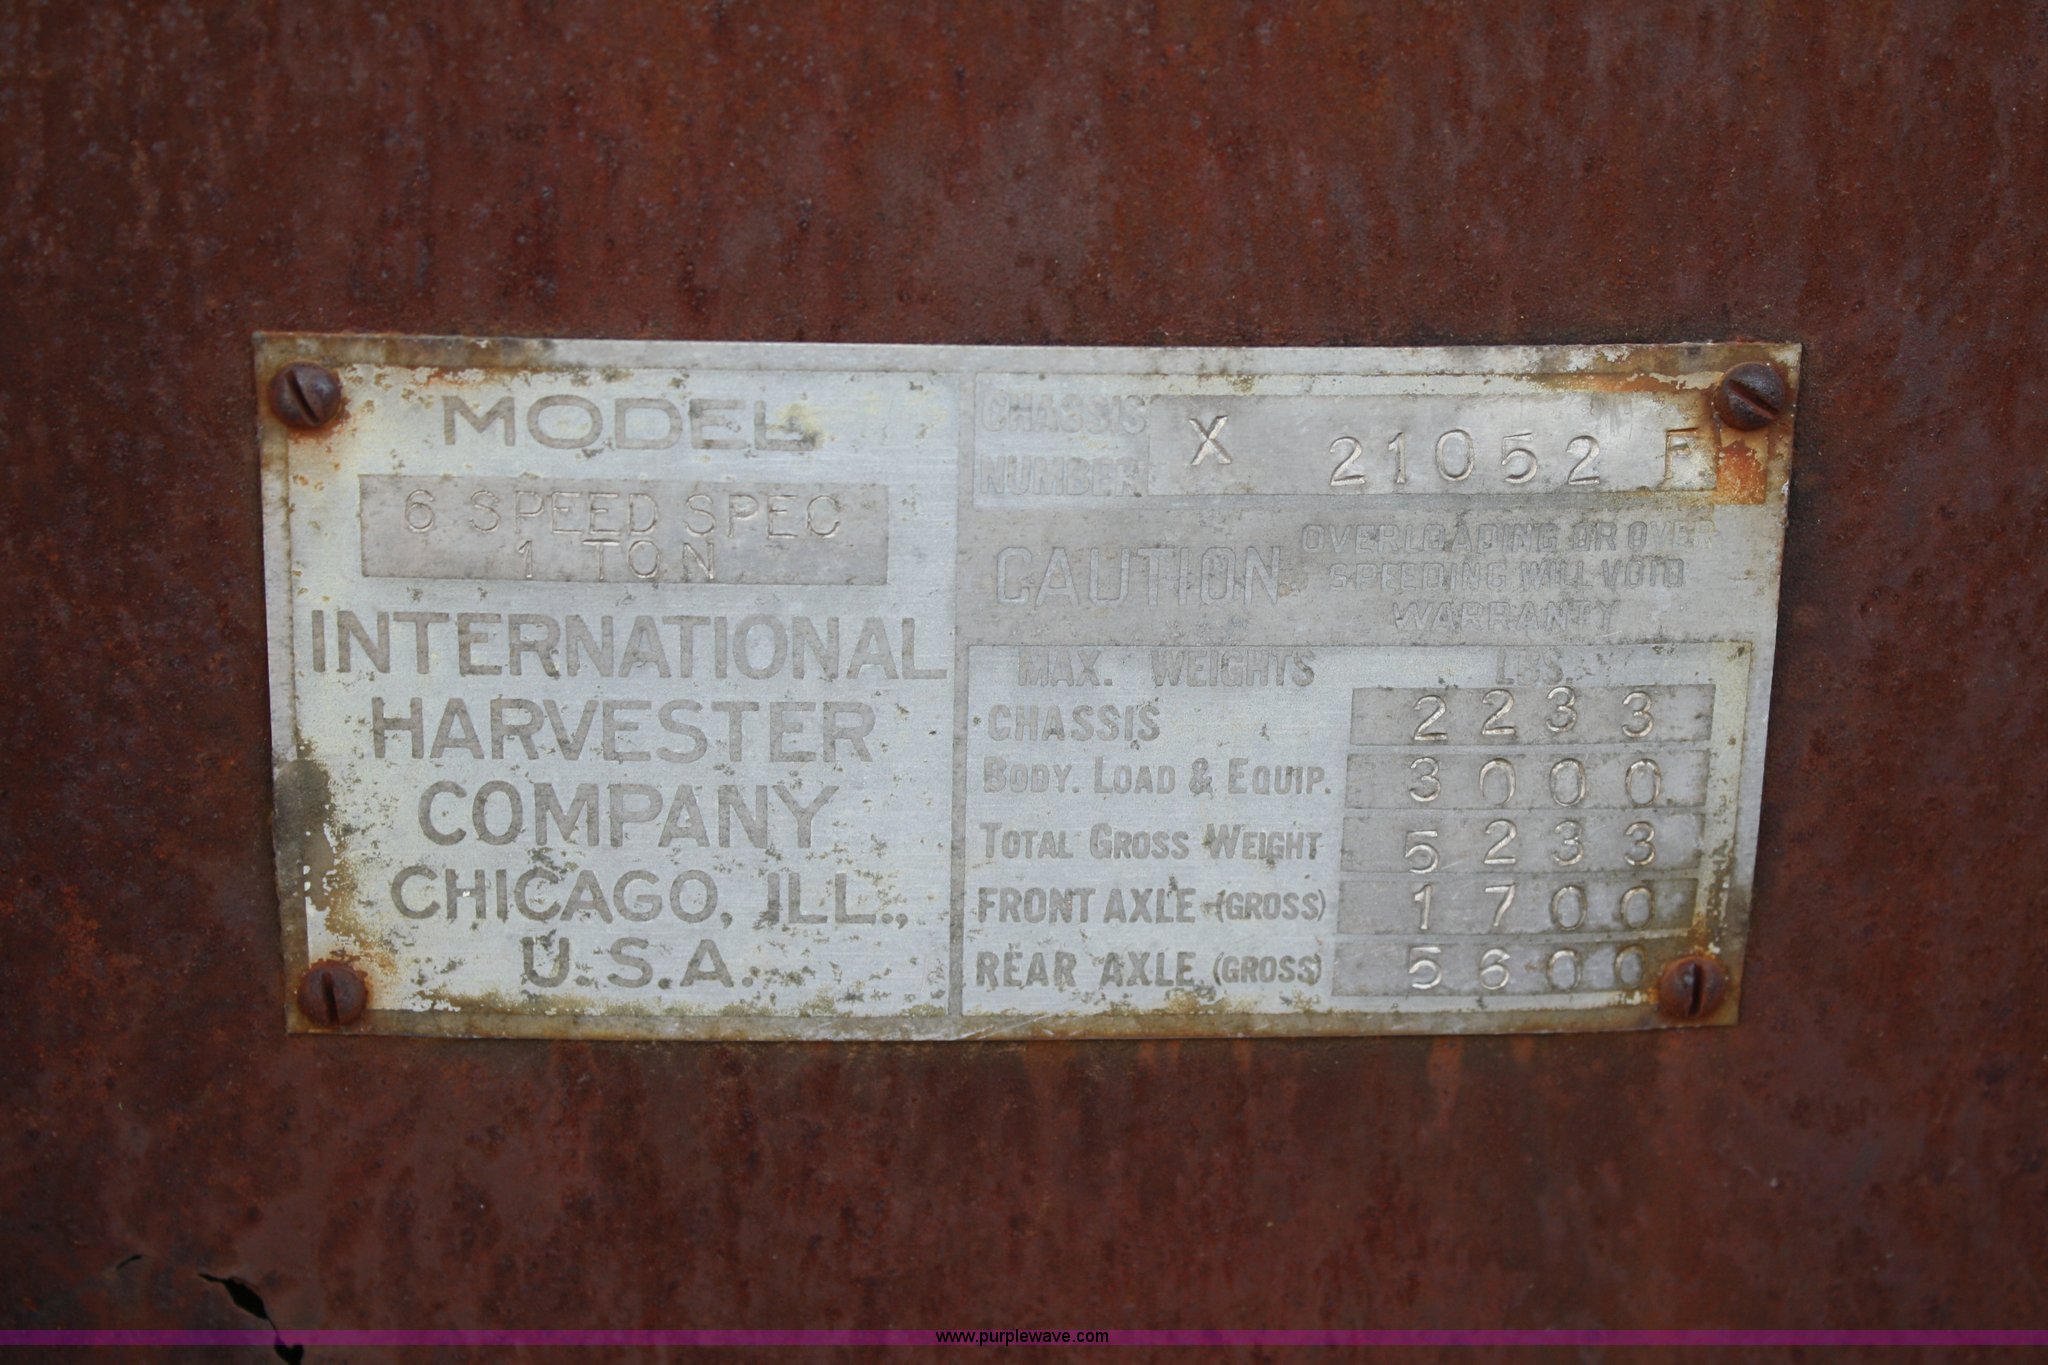 MODEL
6 SPEED SPEC
1 TON
INTERNATIONAL
HARVESTER
COMPANY
CHICAGO, ILL.,
U.S.A.
CHASSIS
NUMBER
X 21052 F
CAUTION
OVERLOADING OR OVER
SPEEDING WILL VOID
WARRANTY
MAX. WEIGHTS LBS.
CHASSIS 2233
BODY. LOAD & EQUIP. 3000
TOTAL GROSS WEIGHT 5233
FRONT AXLE (GROSS) 1700
REAR AXLE (GROSS) 5600
www.purplewave.com